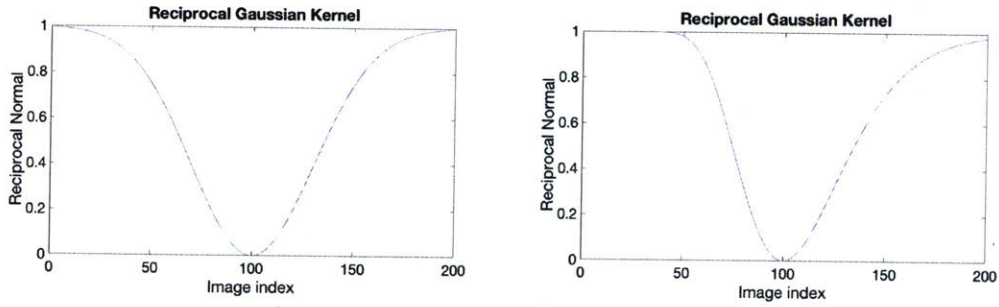 Reciprocal Gaussian Kernel
1
0.8
0.6
0.4
0.2
0
Reciprocal Normal
0 50 100 150 200
Image index
Reciprocal Gaussian Kernel
1
0.8
0.6
0.4
0.2
0
Reciprocal Normal
0 50 100 150 200
Image index